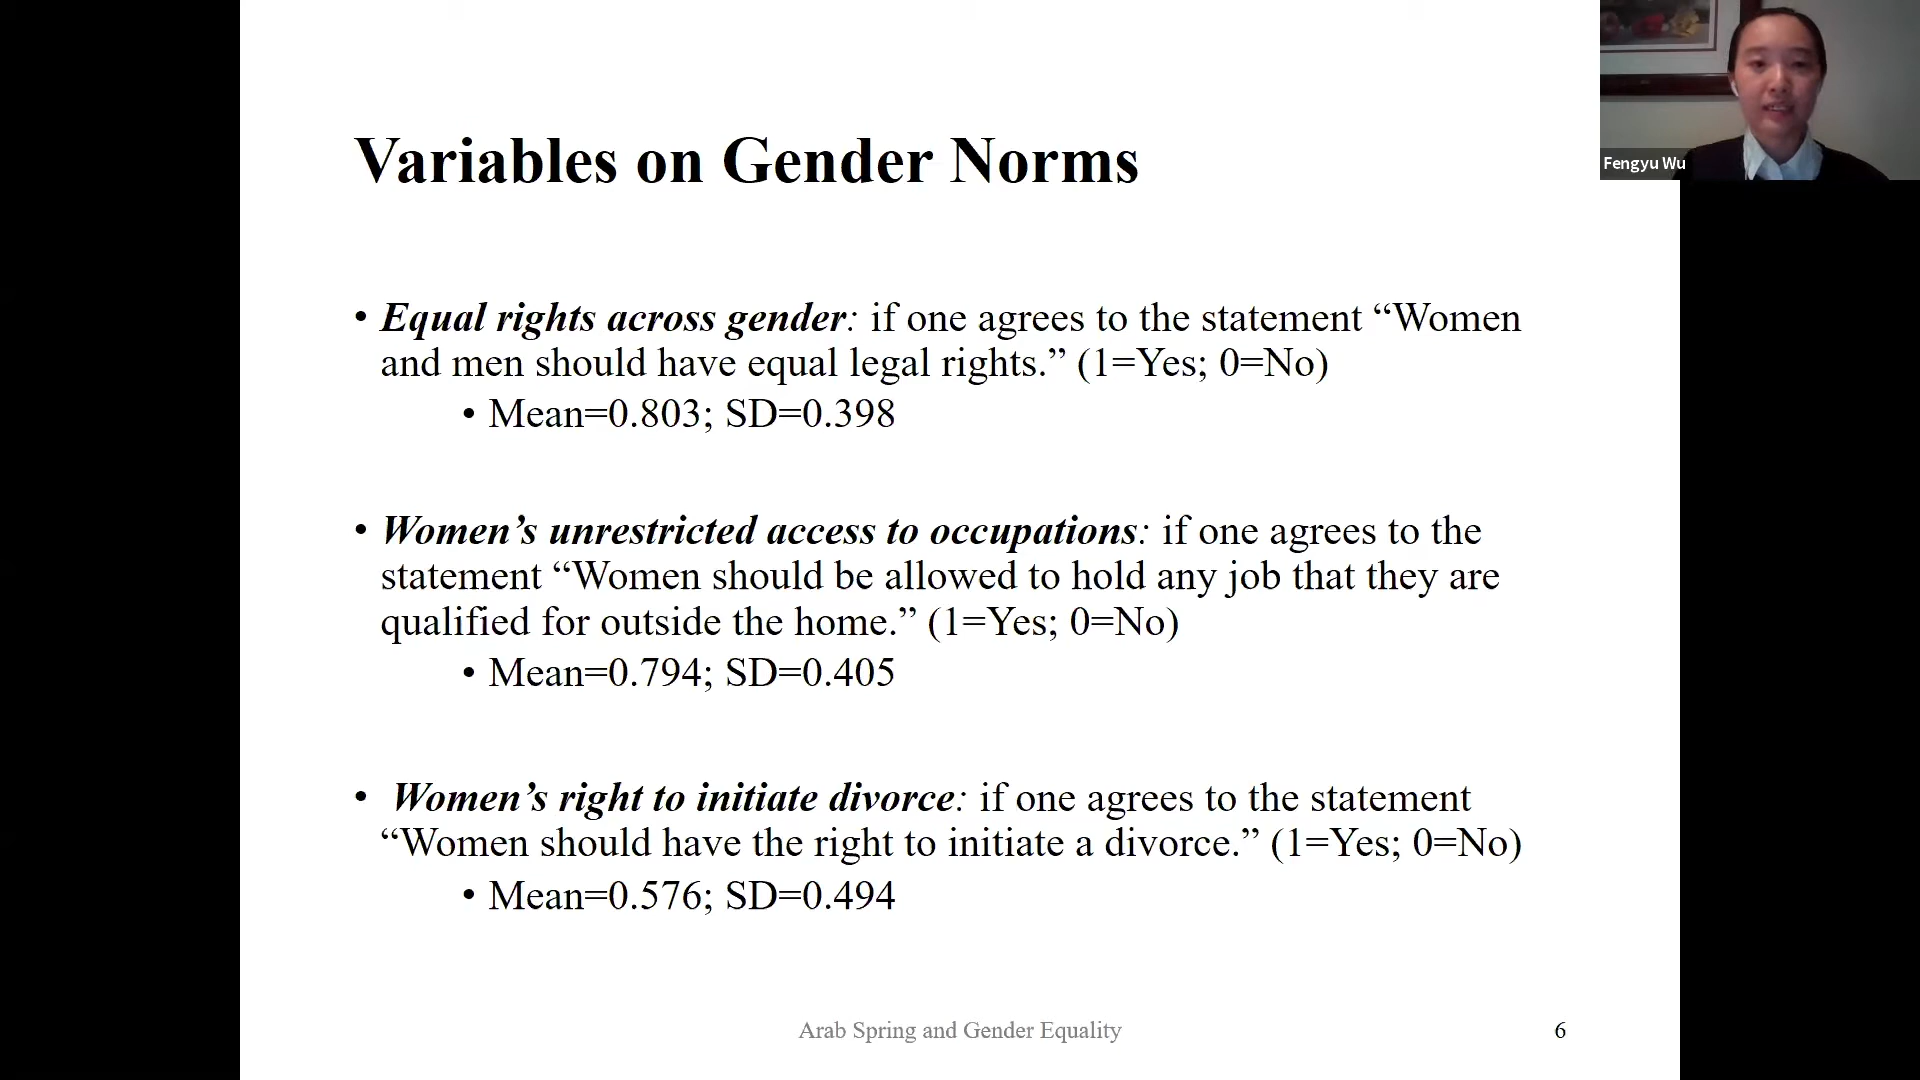 Variables on Gender Norms
Fengyu Wu
• Equal rights across gender: if one agrees to the statement “Women
and men should have equal legal rights.” (1=Yes; 0=No)
• Mean=0.803; SD=0.398
• Women’s unrestricted access to occupations: if one agrees to the
statement “Women should be allowed to hold any job that they are
qualified for outside the home.” (1=Yes; 0=No)
• Mean=0.794; SD=0.405
• Women’s right to initiate divorce: if one agrees to the statement
“Women should have the right to initiate a divorce.” (1=Yes; 0=No)
• Mean=0.576; SD=0.494
Arab Spring and Gender Equality
6